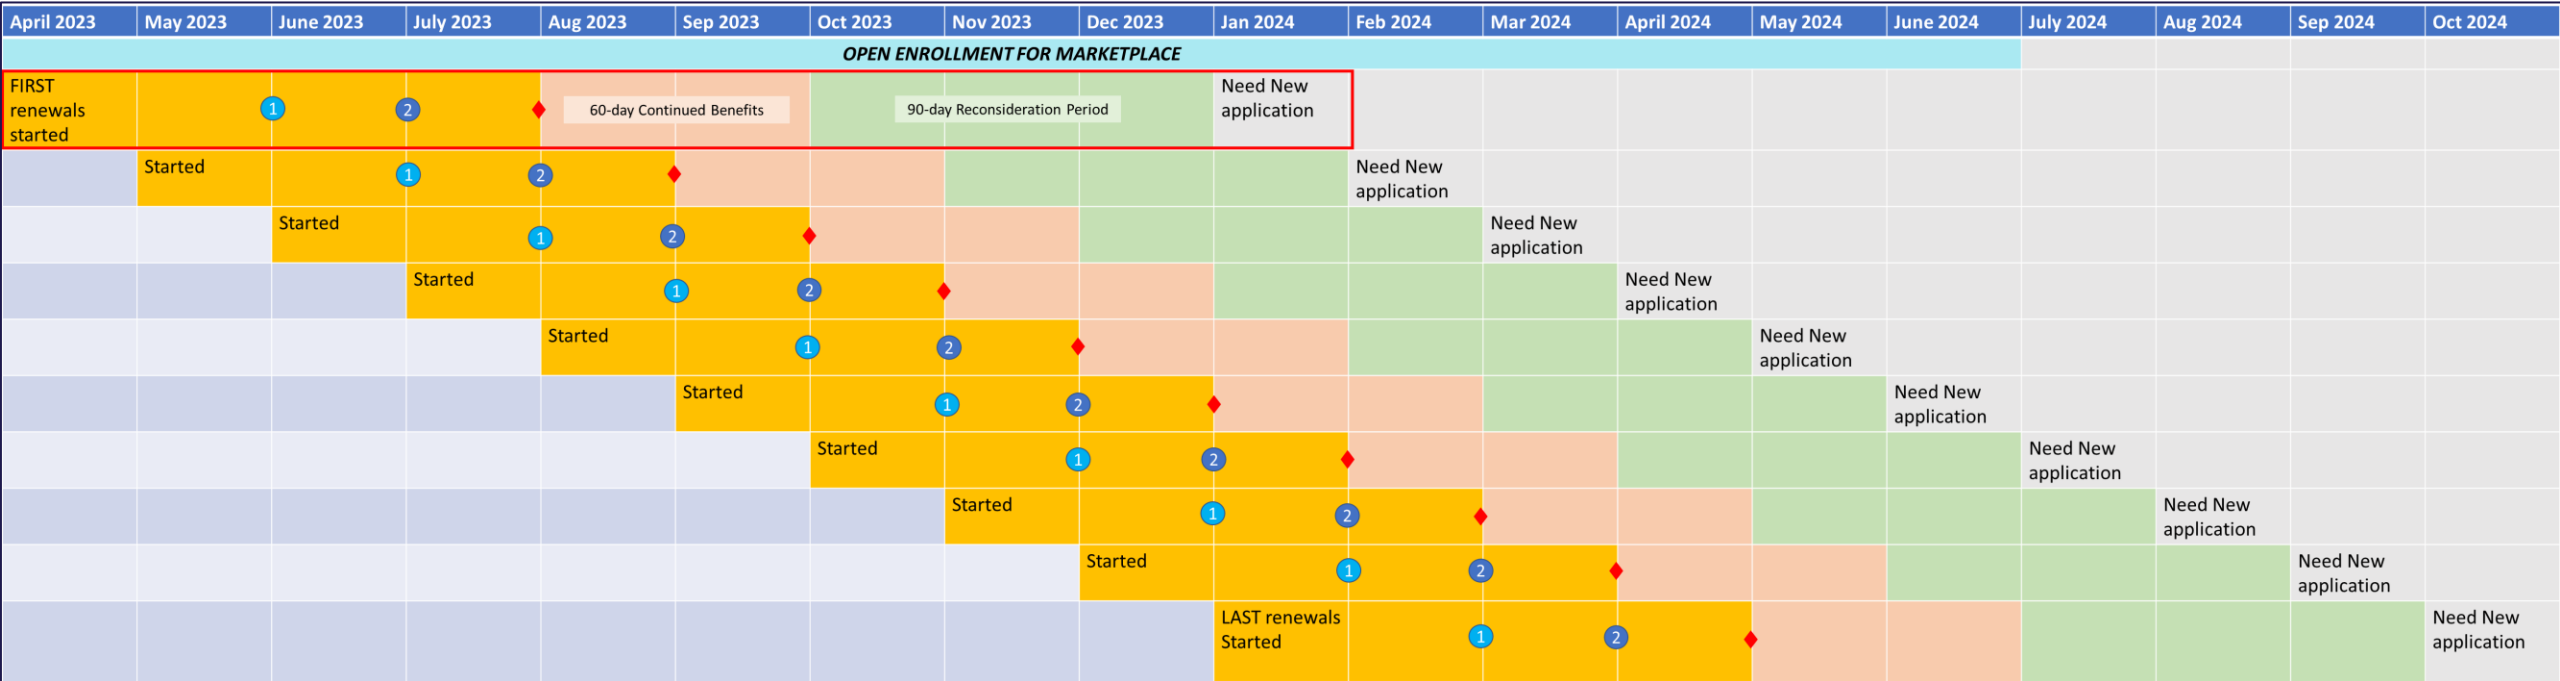 April 2023
May 2023
June 2023
July 2023
Aug 2023
Sep 2023
Oct 2023
Nov 2023
Dec 2023
Jan 2024
Feb 2024
Mar 2024
April 2024
May 2024
June 2024
July 2024
Aug 2024
Sep 2024
Oct 2024
OPEN ENROLLMENT FOR MARKETPLACE
FIRST
renewals
started
1
2
60-day Continued Benefits
90-day Reconsideration Period
Need New
application
Started
1
2
Need New
application
Started
1
2
Need New
application
Started
1
2
Need New
application
Started
1
2
Need New
application
Started
1
2
Need New
application
Started
1
2
Need New
application
Started
1
2
Need New
application
Started
1
2
Need New
application
LAST renewals
Started
1
2
Need New
application